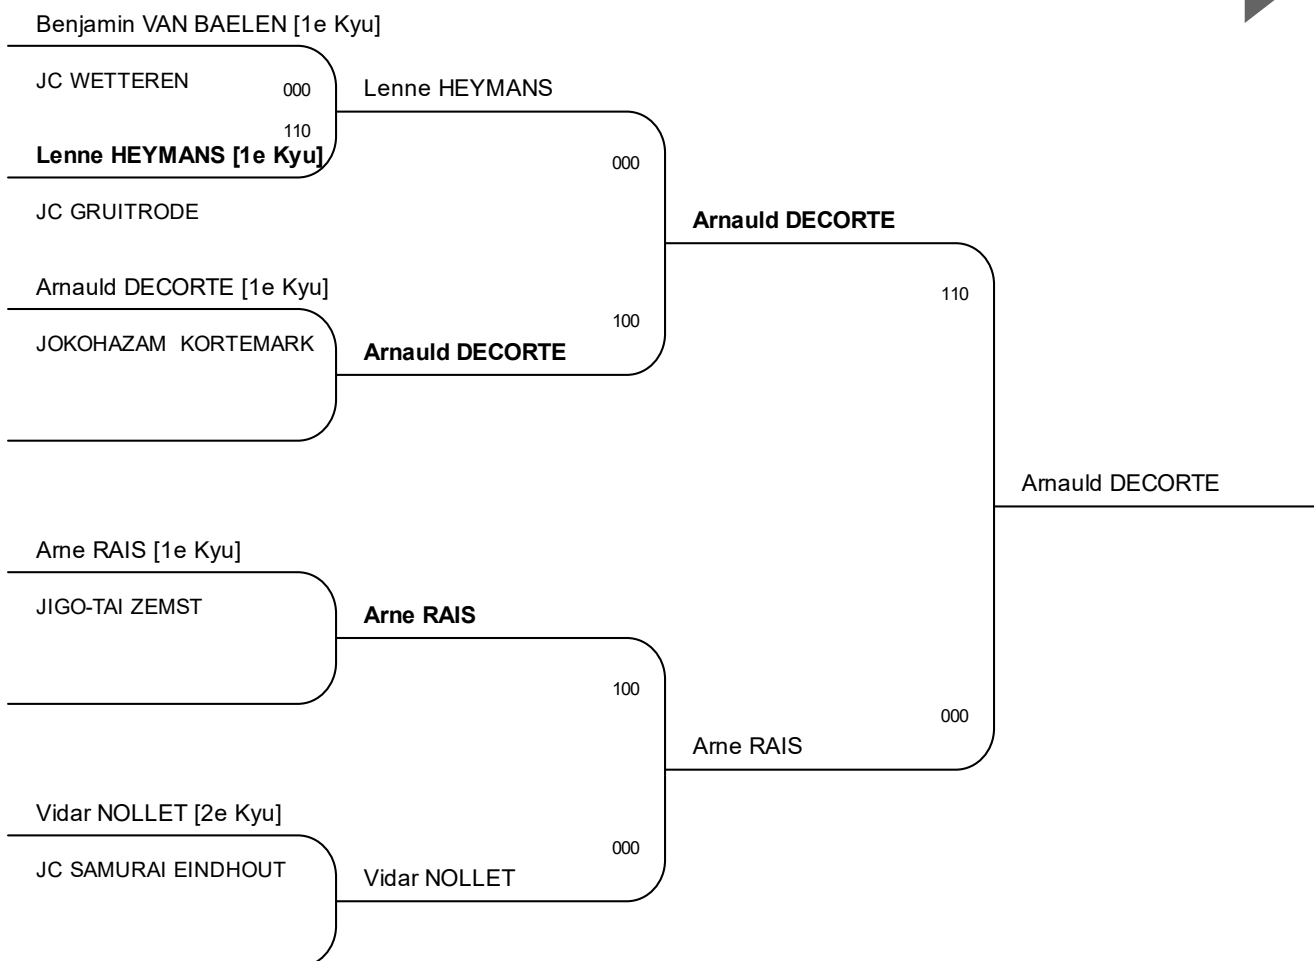 Benjamin VAN BAELEN [1e Kyu]
JC WETTEREN
000
Lenne HEYMANS
110
Lenne HEYMANS [1e Kyu]
000
JC GRUITRODE
Arnauld DECORTE
Arnauld DECORTE [1e Kyu]
110
100
JOKOHAZAM KORTEMARK
Arnauld DECORTE
Arnauld DECORTE
Arne RAIS [1e Kyu]
JIGO-TAI ZEMST
Arne RAIS
100
000
Arne RAIS
Vidar NOLLET [2e Kyu]
000
JC SAMURAI EINDHOUT
Vidar NOLLET